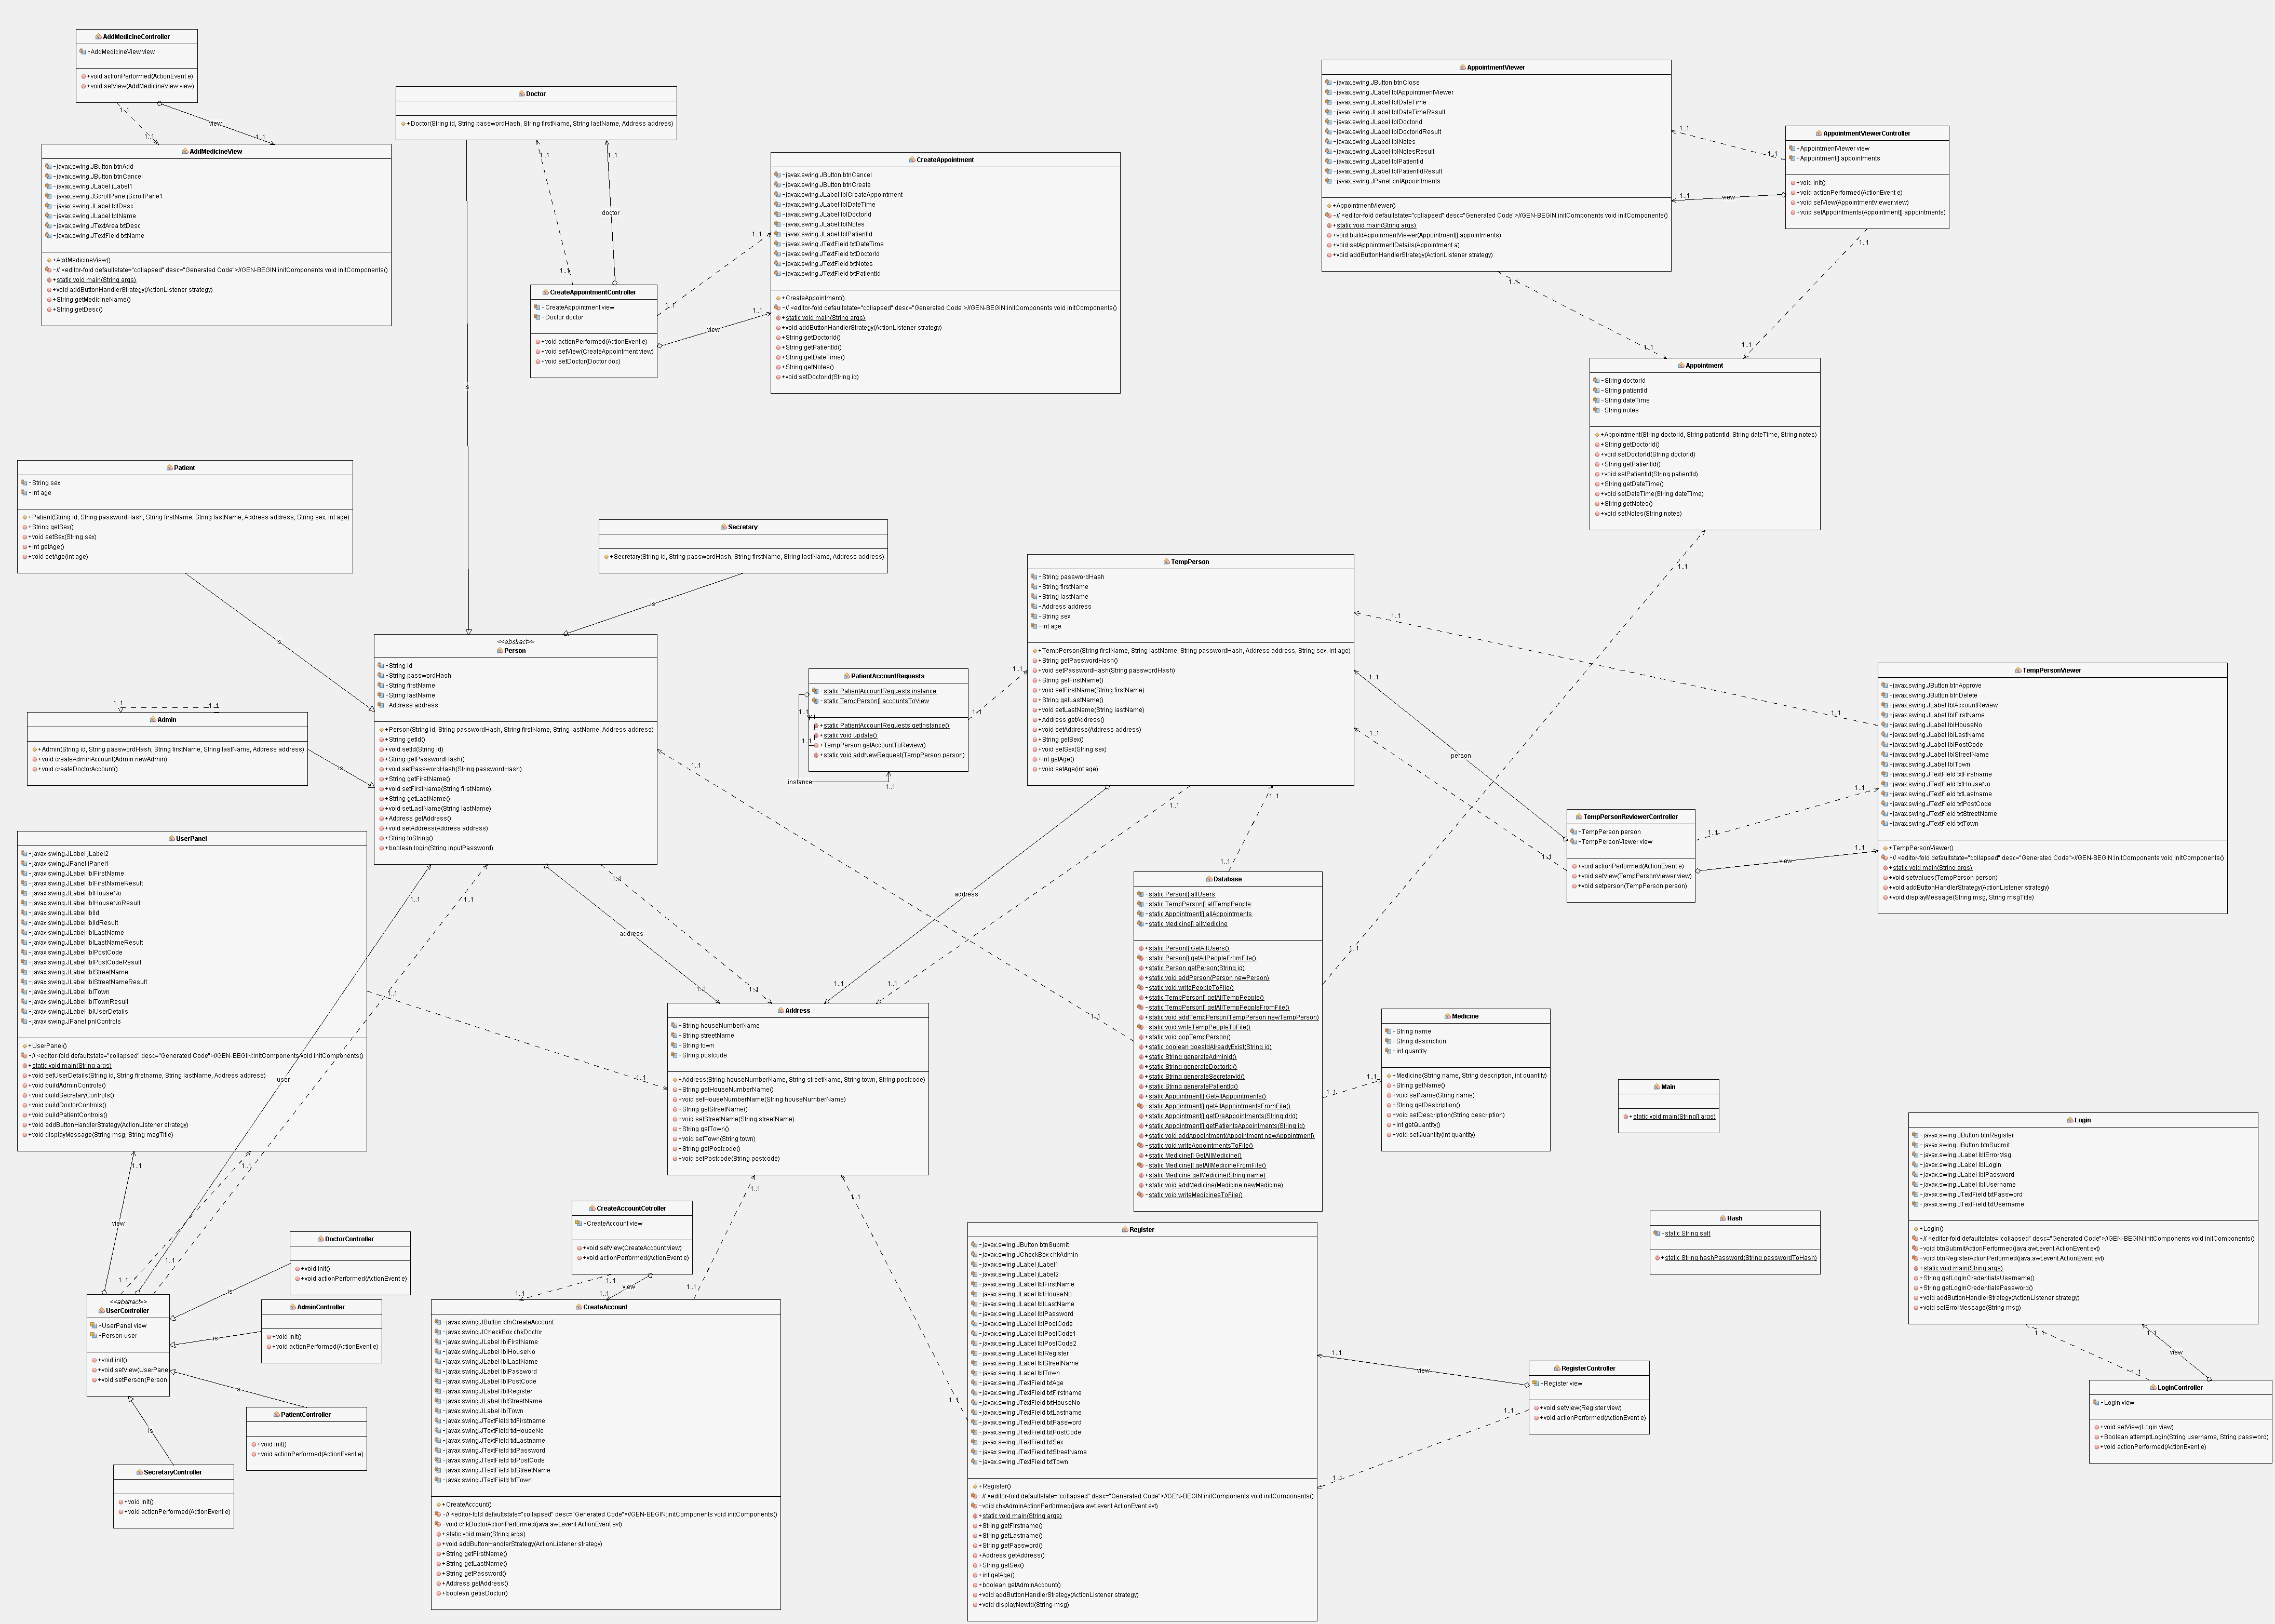 AddMedicineController
-AddMedicineView view
+void actionPerformed(ActionEvent e)
+void setView(AddMedicineView view)
1..1
1..1
view
1..1
AddMedicineView
-javax.swing.JButton btnAdd
-javax.swing.JButton btnCancel
-javax.swing.JLabel jLabel1
-javax.swing.JScrollPane jScrollPane1
-javax.swing.JLabel lblDesc
-javax.swing.JLabel lblName
-javax.swing.JTextArea txtDesc
-javax.swing.JTextField txtName
+AddMedicineView()
-// <editor-fold defaultstate="collapsed" desc="Generated Code">//GEN-BEGIN:initComponents void initComponents()
+static void main(String args)
+void addButtonHandlerStrategy(ActionListener strategy)
+String getMedicineName()
+String getDesc()
Doctor
+Doctor(String id, String passwordHash, String firstName, String lastName, Address address)
1..1
1..1
doctor
1..1
is
CreateAppointmentController
-CreateAppointment view
-Doctor doctor
+void actionPerformed(ActionEvent e)
+void setView(CreateAppointment view)
+void setDoctor(Doctor doc)
1..1
1..1
view
1..1
CreateAppointment
-javax.swing.JButton btnCancel
-javax.swing.JButton btnCreate
-javax.swing.JLabel lblCreateAppointment
-javax.swing.JLabel lblDateTime
-javax.swing.JLabel lblDoctorId
-javax.swing.JLabel lblNotes
-javax.swing.JLabel lblPatientId
-javax.swing.JTextField txtDateTime
-javax.swing.JTextField txtDoctorId
-javax.swing.JTextField txtNotes
-javax.swing.JTextField txtPatientId
+CreateAppointment()
-// <editor-fold defaultstate="collapsed" desc="Generated Code">//GEN-BEGIN:initComponents void initComponents()
+static void main(String args)
+void addButtonHandlerStrategy(ActionListener strategy)
+String getDoctorId()
+String getPatientId()
+String getDateTime()
+String getNotes()
+void setDoctorId(String id)
AppointmentViewer
-javax.swing.JButton btnClose
-javax.swing.JLabel lblAppointmentViewer
-javax.swing.JLabel lblDateTime
-javax.swing.JLabel lblDateTimeResult
-javax.swing.JLabel lblDoctorId
-javax.swing.JLabel lblDoctorIdResult
-javax.swing.JLabel lblNotes
-javax.swing.JLabel lblNotesResult
-javax.swing.JLabel lblPatientId
-javax.swing.JLabel lblPatientIdResult
-javax.swing.JPanel pnlAppointments
+AppointmentViewer()
-// <editor-fold defaultstate="collapsed" desc="Generated Code">//GEN-BEGIN:initComponents void initComponents()
+static void main(String args)
+void buildAppoinmentViewer(Appointment[] appointments)
+void setAppointmentDetails(Appointment a)
+void addButtonHandlerStrategy(ActionListener strategy)
1..1
1..1
1..1
view
AppointmentViewerController
-AppointmentViewer view
-Appointment[] appointments
+void init()
+void actionPerformed(ActionEvent e)
+void setView(AppointmentViewer view)
+void setAppointments(Appointment[] appointments)
1..1
1..1
1..1
1..1
Appointment
-String doctorId
-String patientId
-String dateTime
-String notes
+Appointment(String doctorId, String patientId, String dateTime, String notes)
+String getDoctorId()
+void setDoctorId(String doctorId)
+String getPatientId()
+void setPatientId(String patientId)
+String getDateTime()
+void setDateTime(String dateTime)
+String getNotes()
+void setNotes(String notes)
1..1
1..1
Patient
-String sex
-int age
+Patient(String id, String passwordHash, String firstName, String lastName, Address address, String sex, int age)
+String getSex()
+void setSex(String sex)
+int getAge()
+void setAge(int age)
is
Secretary
+Secretary(String id, String passwordHash, String firstName, String lastName, Address address)
is
<<abstract>>
Person
-String id
-String passwordHash
-String firstName
-String lastName
-Address address
+Person(String id, String passwordHash, String firstName, String lastName, Address address)
+String getId()
+void setId(String id)
+String getPasswordHash()
+void setPasswordHash(String passwordHash)
+String getFirstName()
+void setFirstName(String firstName)
+String getLastName()
+void setLastName(String lastName)
+Address getAddress()
+void setAddress(Address address)
+String toString()
+boolean login(String inputPassword)
1..1
1..1
Admin
+Admin(String id, String passwordHash, String firstName, String lastName, Address address)
+void createAdminAccount(Admin newAdmin)
+void createDoctorAccount()
is
PatientAccountRequests
-static PatientAccountRequests instance
-static TempPerson[] accountsToView
+static PatientAccountRequests getInstance()
+static void update()
+TempPerson getAccountToReview()
+static void addNewRequest(TempPerson person)
1..1
1..1
instance
1..1
1..1
1..1
TempPerson
-String passwordHash
-String firstName
-String lastName
-Address address
-String sex
-int age
+TempPerson(String firstName, String lastName, String passwordHash, Address address, String sex, int age)
+String getPasswordHash()
+void setPasswordHash(String passwordHash)
+String getFirstName()
+void setFirstName(String firstName)
+String getLastName()
+void setLastName(String lastName)
+Address getAddress()
+void setAddress(Address address)
+String getSex()
+void setSex(String sex)
+int getAge()
+void setAge(int age)
1..1
1..1
1..1
person
1..1
1..1
TempPersonReviewerController
-TempPerson person
-TempPersonViewer view
+void actionPerformed(ActionEvent e)
+void setView(TempPersonViewer view)
+void setperson(TempPerson person)
1..1
1..1
view
1..1
TempPersonViewer
-javax.swing.JButton btnApprove
-javax.swing.JButton btnDelete
-javax.swing.JLabel lblAccountReview
-javax.swing.JLabel lblFirstName
-javax.swing.JLabel lblHouseNo
-javax.swing.JLabel lblLastName
-javax.swing.JLabel lblPostCode
-javax.swing.JLabel lblStreetName
-javax.swing.JLabel lblTown
-javax.swing.JTextField txtFirstname
-javax.swing.JTextField txtHouseNo
-javax.swing.JTextField txtLastname
-javax.swing.JTextField txtPostCode
-javax.swing.JTextField txtStreetName
-javax.swing.JTextField txtTown
+TempPersonViewer()
-// <editor-fold defaultstate="collapsed" desc="Generated Code">//GEN-BEGIN:initComponents void initComponents()
+static void main(String args)
+void setValues(TempPerson person)
+void addButtonHandlerStrategy(ActionListener strategy)
+void displayMessage(String msg, String msgTitle)
UserPanel
-javax.swing.JLabel jLabel2
-javax.swing.JPanel jPanel1
-javax.swing.JLabel lblFirstName
-javax.swing.JLabel lblFirstNameResult
-javax.swing.JLabel lblHouseNo
-javax.swing.JLabel lblHouseNoResult
-javax.swing.JLabel lblId
-javax.swing.JLabel lblIdResult
-javax.swing.JLabel lblLastName
-javax.swing.JLabel lblLastNameResult
-javax.swing.JLabel lblPostCode
-javax.swing.JLabel lblPostCodeResult
-javax.swing.JLabel lblStreetName
-javax.swing.JLabel lblStreetNameResult
-javax.swing.JLabel lblTown
-javax.swing.JLabel lblTownResult
-javax.swing.JLabel lblUserDetails
-javax.swing.JPanel pnlControls
+UserPanel()
-// <editor-fold defaultstate="collapsed" desc="Generated Code">//GEN-BEGIN:initComponents void initComponents()
+static void main(String args)
+void setUserDetails(String id, String firstname, String lastName, Address address)
+void buildAdminControls()
+void buildSecretaryControls()
+void buildDoctorControls()
+void buildPatientControls()
+void addButtonHandlerStrategy(ActionListener strategy)
+void displayMessage(String msg, String msgTitle)
1..1
1..1
1..1
1..1
user
1..1
1..1
address
1..1
1..1
1..1
1..1
address
1..1
1..1
1..1
Address
-String houseNumberName
-String streetName
-String town
-String postcode
+Address(String houseNumberName, String streetName, String town, String postcode)
+String getHouseNumberName()
+void setHouseNumberName(String houseNumberName)
+String getStreetName()
+void setStreetName(String streetName)
+String getTown()
+void setTown(String town)
+String getPostcode()
+void setPostcode(String postcode)
1..1
1..1
1..1
1..1
1..1
1..1
Database
-static Person[] allUsers
-static TempPerson[] allTempPeople
-static Appointment[] allAppointments
-static Medicine[] allMedicine
+static Person[] GetAllUsers()
-static Person[] getAllPeopleFromFile()
+static Person getPerson(String id)
+static void addPerson(Person newPerson)
-static void writePeopleToFile()
+static TempPerson[] getAllTempPeople()
-static TempPerson[] getAllTempPeopleFromFile()
+static void addTempPerson(TempPerson newTempPerson)
-static void writeTempPeopleToFile()
+static void popTempPerson()
+static boolean doesIdAlreadyExist(String id)
+static String generateAdminId()
+static String generateDoctorId()
+static String generateSecretaryId()
+static String generatePatientId()
+static Appointment[] GetAllAppointments()
-static Appointment[] getAllAppointmentsFromFile()
+static Appointment[] getDrsAppointments(String drId)
+static Appointment[] getPatientsAppointments(String id)
+static void addAppointment(Appointment newAppointment)
-static void writeAppointmentsToFile()
+static Medicine[] GetAllMedicine()
-static Medicine[] getAllMedicineFromFile()
+static Medicine getMedicine(String name)
+static void addMedicine(Medicine newMedicine)
-static void writeMedicinesToFile()
1..1
1..1
1..1
Medicine
-String name
-String description
-int quantity
+Medicine(String name, String description, int quantity)
+String getName()
+void setName(String name)
+String getDescription()
+void setDescription(String description)
+int getQuantity()
+void setQuantity(int quantity)
Main
+static void main(String[] args)
Hash
-static String salt
+static String hashPassword(String passwordToHash)
Login
-javax.swing.JButton btnRegister
-javax.swing.JButton btnSubmit
-javax.swing.JLabel lblErrorMsg
-javax.swing.JLabel lblLogin
-javax.swing.JLabel lblPassword
-javax.swing.JLabel lblUsername
-javax.swing.JTextField txtPassword
-javax.swing.JTextField txtUsername
+Login()
-// <editor-fold defaultstate="collapsed" desc="Generated Code">//GEN-BEGIN:initComponents void initComponents()
-void btnSubmitActionPerformed(java.awt.event.ActionEvent evt)
-void btnRegisterActionPerformed(java.awt.event.ActionEvent evt)
+static void main(String args)
+String getLogInCredentialsUsername()
+String getLogInCredentialsPassword()
+void addButtonHandlerStrategy(ActionListener strategy)
+void setErrorMessage(String msg)
1..1
1..1
1..1
view
LoginController
-Login view
+void setView(Login view)
+Boolean attemptLogin(String username, String password)
+void actionPerformed(ActionEvent e)
1..1
view
1..1
1..1
1..1
DoctorController
+void init()
+void actionPerformed(ActionEvent e)
is
<<abstract>>
UserController
-UserPanel view
-Person user
+void init()
+void setView(UserPanel
+void setPerson(Person
AdminController
+void init()
+void actionPerformed(ActionEvent e)
is
is
PatientController
+void init()
+void actionPerformed(ActionEvent e)
is
SecretaryController
+void init()
+void actionPerformed(ActionEvent e)
CreateAccountCotroller
-CreateAccount view
+void setView(CreateAccount view)
+void actionPerformed(ActionEvent e)
1..1
view
1..1
1..1
1..1
CreateAccount
-javax.swing.JButton btnCreateAccount
-javax.swing.JCheckBox chkDoctor
-javax.swing.JLabel lblFirstName
-javax.swing.JLabel lblHouseNo
-javax.swing.JLabel lblLastName
-javax.swing.JLabel lblPassword
-javax.swing.JLabel lblPostCode
-javax.swing.JLabel lblRegister
-javax.swing.JLabel lblStreetName
-javax.swing.JLabel lblTown
-javax.swing.JTextField txtFirstname
-javax.swing.JTextField txtHouseNo
-javax.swing.JTextField txtLastname
-javax.swing.JTextField txtPassword
-javax.swing.JTextField txtPostCode
-javax.swing.JTextField txtStreetName
-javax.swing.JTextField txtTown
+CreateAccount()
-// <editor-fold defaultstate="collapsed" desc="Generated Code">//GEN-BEGIN:initComponents void initComponents()
-void chkDoctorActionPerformed(java.awt.event.ActionEvent evt)
+static void main(String args)
+void addButtonHandlerStrategy(ActionListener strategy)
+String getFirstName()
+String getLastName()
+String getPassword()
+Address getAddress()
+boolean getisDoctor()
1..1
Register
-javax.swing.JButton btnSubmit
-javax.swing.JCheckBox chkAdmin
-javax.swing.JLabel jLabel1
-javax.swing.JLabel jLabel2
-javax.swing.JLabel lblFirstName
-javax.swing.JLabel lblHouseNo
-javax.swing.JLabel lblLastName
-javax.swing.JLabel lblPassword
-javax.swing.JLabel lblPostCode
-javax.swing.JLabel lblPostCode1
-javax.swing.JLabel lblPostCode2
-javax.swing.JLabel lblRegister
-javax.swing.JLabel lblStreetName
-javax.swing.JLabel lblTown
-javax.swing.JTextField txtAge
-javax.swing.JTextField txtFirstname
-javax.swing.JTextField txtHouseNo
-javax.swing.JTextField txtLastname
-javax.swing.JTextField txtPassword
-javax.swing.JTextField txtPostCode
-javax.swing.JTextField txtSex
-javax.swing.JTextField txtStreetName
-javax.swing.JTextField txtTown
+Register()
-// <editor-fold defaultstate="collapsed" desc="Generated Code">//GEN-BEGIN:initComponents void initComponents()
-void chkAdminActionPerformed(java.awt.event.ActionEvent evt)
+static void main(String args)
+String getFirstname()
+String getLastname()
+String getPassword()
+Address getAddress()
+String getSex()
+int getAge()
+boolean getAdminAccount()
+void addButtonHandlerStrategy(ActionListener strategy)
+void displayNewId(String msg)
1..1
view
1..1
1..1
RegisterController
-Register view
+void setView(Register view)
+void actionPerformed(ActionEvent e)